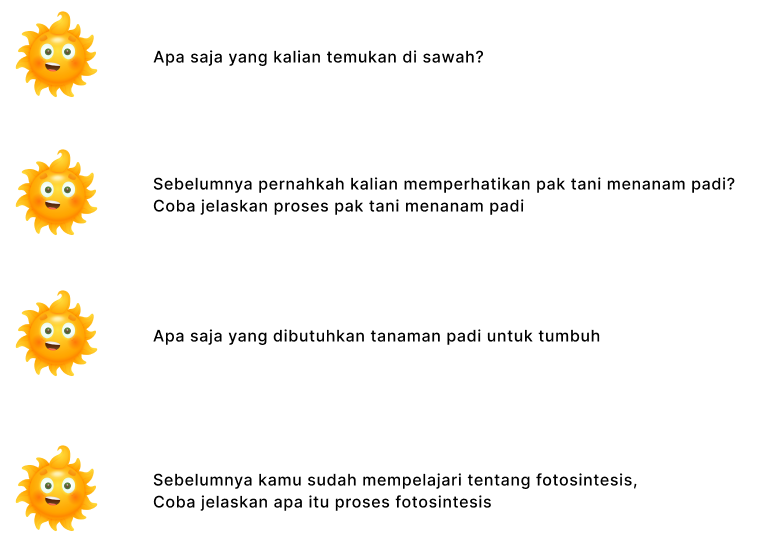 Apa saja yang kalian temukan di sawah?
Sebelumnya pernahkah kalian memperhatikan pak tani menanam padi?
Coba jelaskan proses pak tani menanam padi
Apa saja yang dibutuhkan tanaman padi untuk tumbuh
Sebelumnya kamu sudah mempelajari tentang fotosintesis,
Coba jelaskan apa itu proses fotosintesis